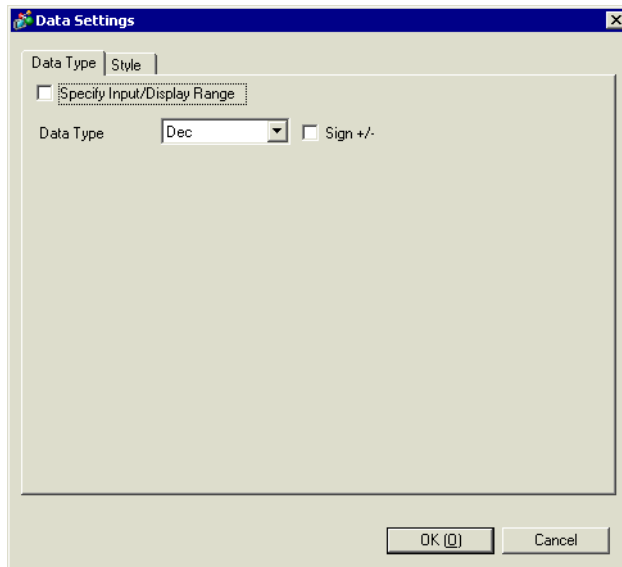 Data Settings
Data Type Style
Specify Input/Display Range
Data Type Dec Sign +/-
OK (O) Cancel